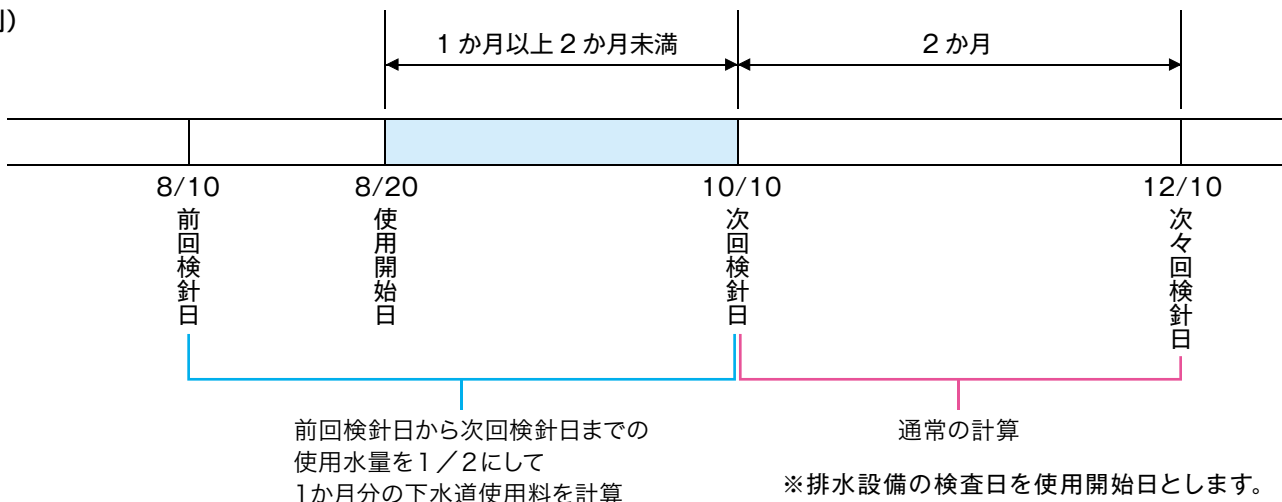 例）
1か月以上2か月未満
2か月
8/10
8/20
10/10
12/10
前回検針日
使用開始日
次回検針日
次々回検針日
前回検針日から次回検針日までの
使用水量を1／2にして
1か月分の下水道使用料を計算
通常の計算
※排水設備の検査日を使用開始日とします。